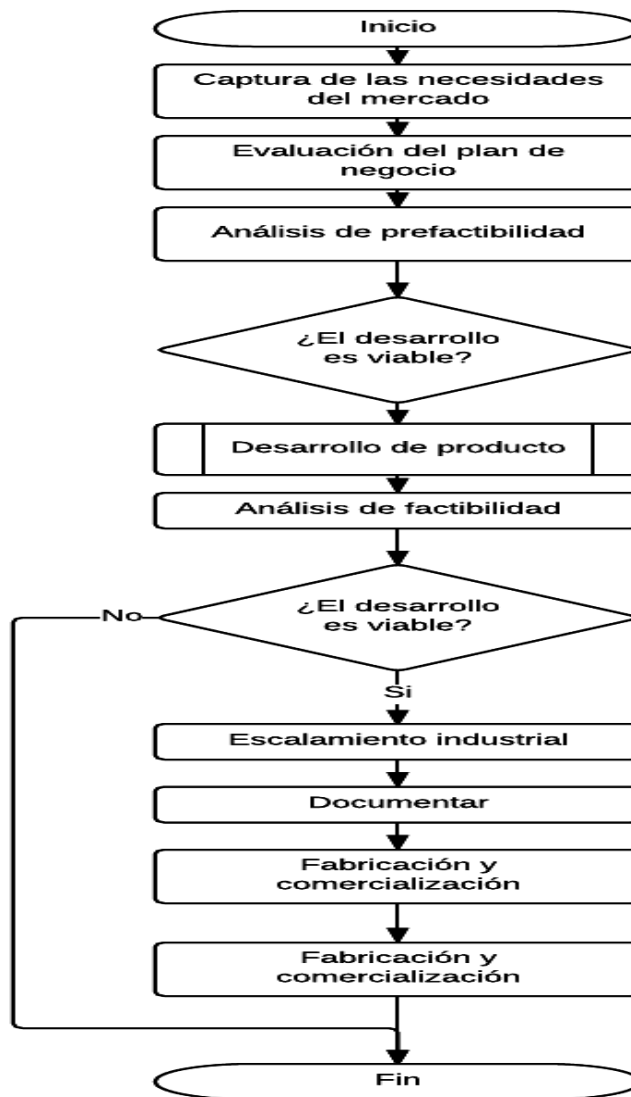 Inicio
Captura de las necesidades
del mercado
Evaluación del plan de
negocio
Análisis de prefactibilidad
¿El desarrollo
es viable?
Desarrollo de producto
Análisis de factibilidad
¿El desarrollo
es viable?
No
Si
Escalamiento industrial
Documentar
Fabricación y
comercialización
Fabricación y
comercialización
Fin